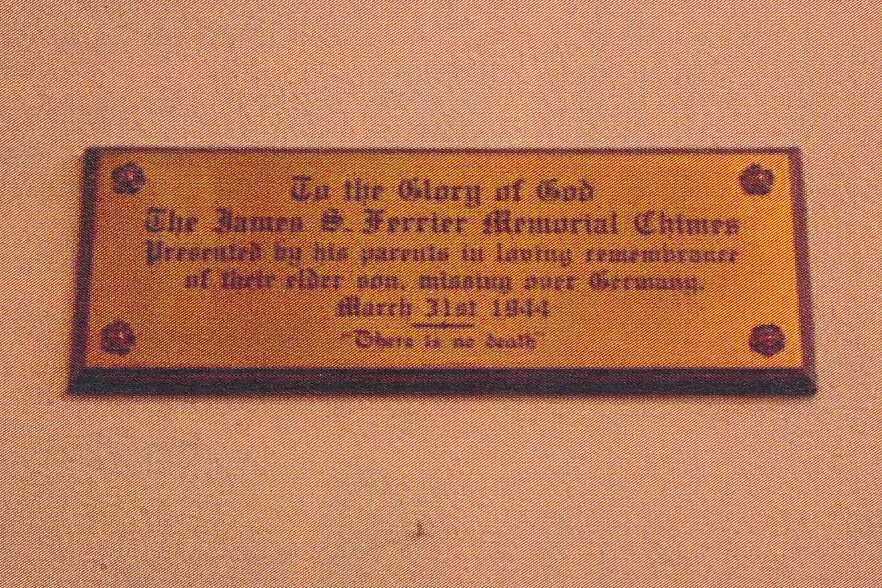 To the Glory of God
The James S. Ferrier Memorial Chimes
Presented by his parents in loving remembrance
of their elder son, missing over Germany,
March 31st 1944
"There is no death"